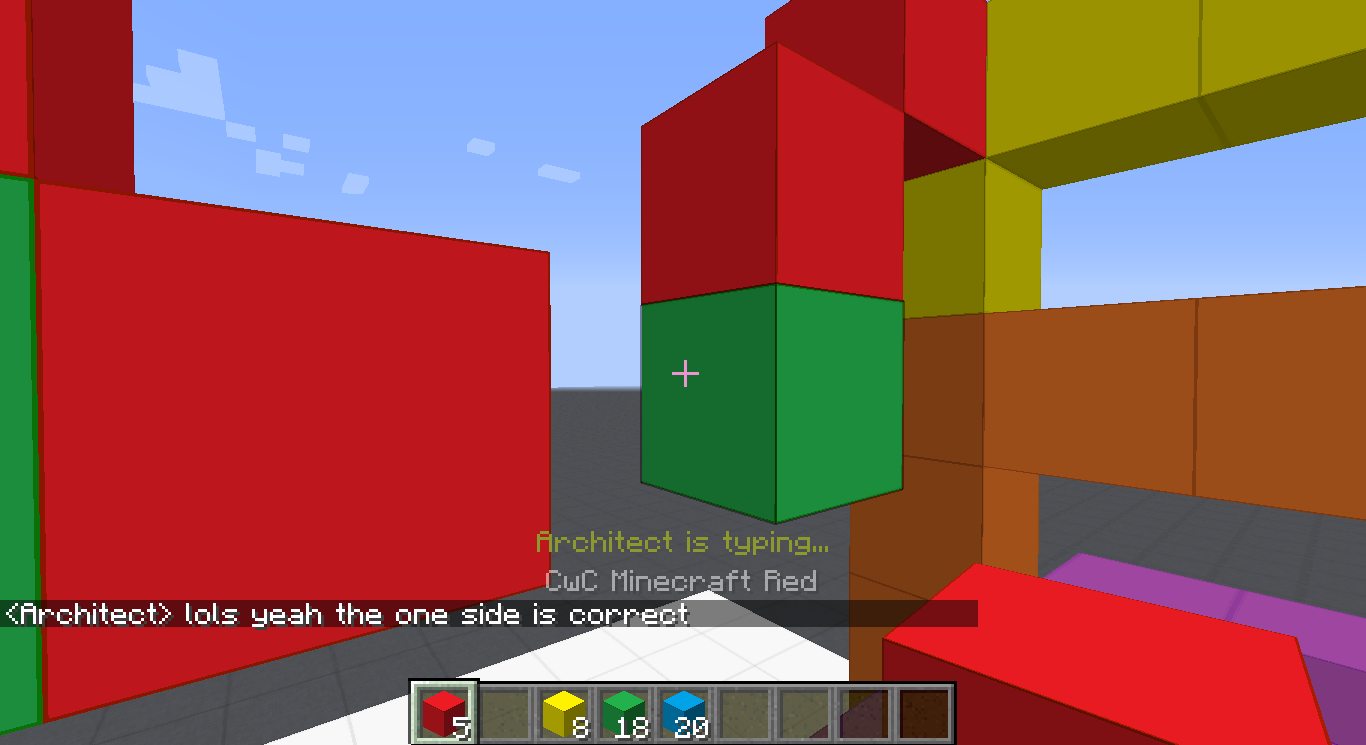 Architect is typing...
CwC Minecraft Red
<Architect> lols yeah the one side is correct
5 8 18 20